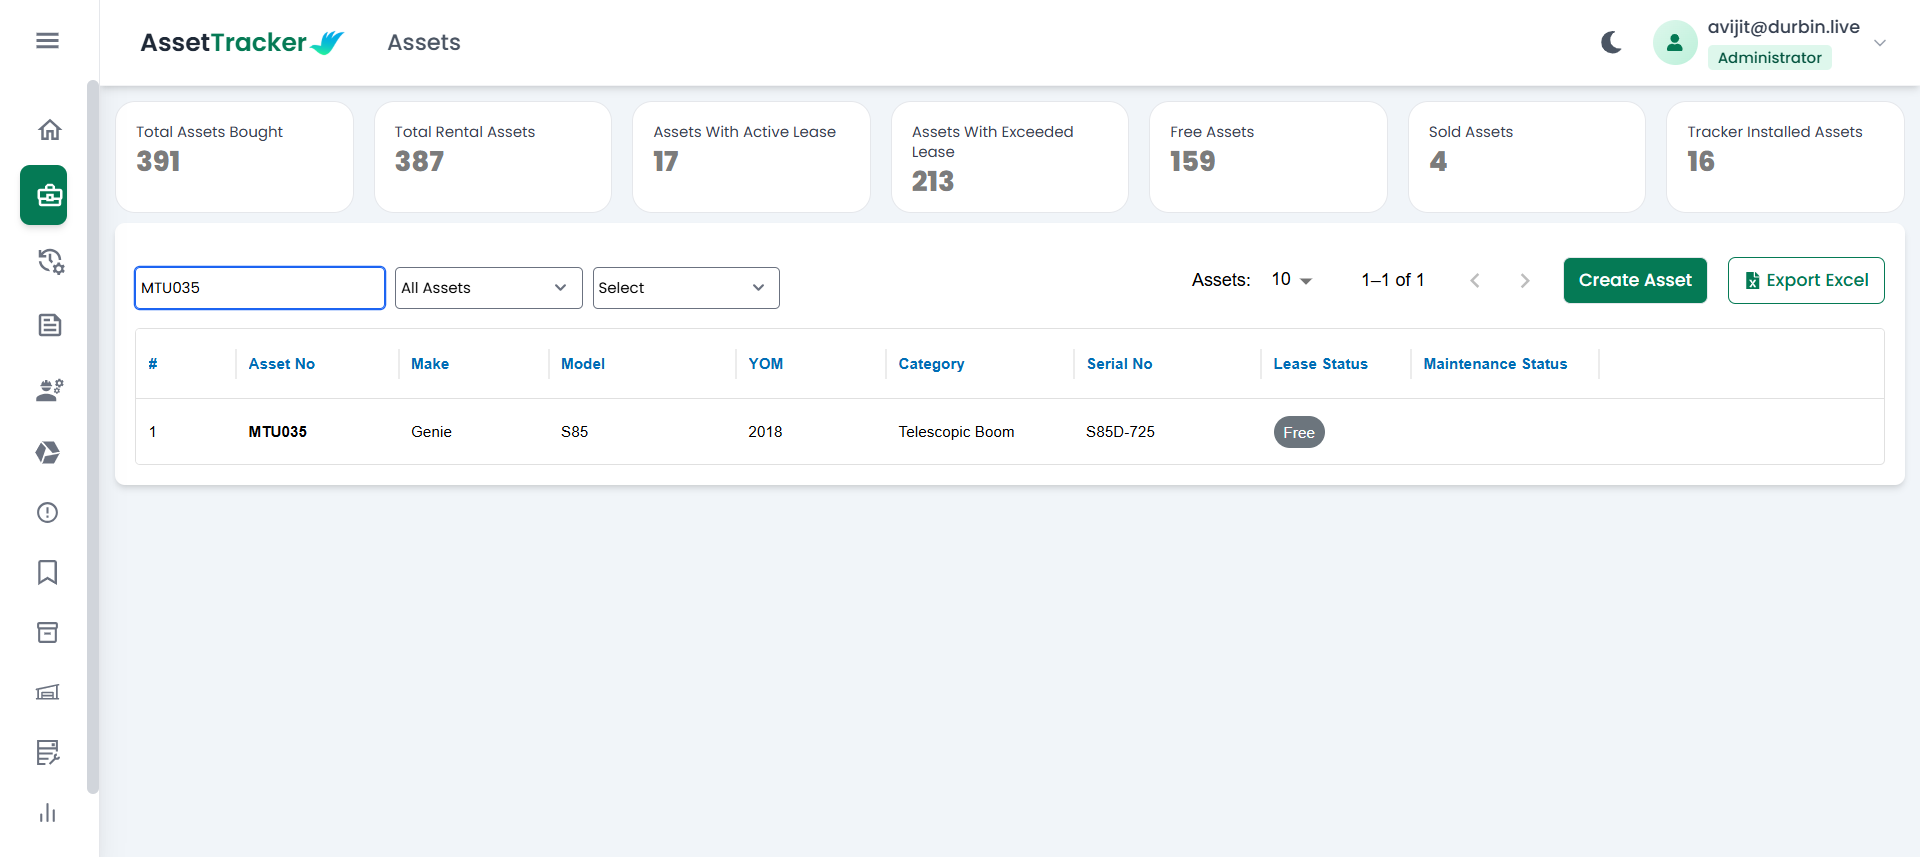 AssetTracker
Assets
avijit@durbin.live
Administrator
Total Assets Bought
391
Total Rental Assets
387
Assets With Active Lease
17
Assets With Exceeded
Lease
213
Free Assets
159
Sold Assets
4
Tracker Installed Assets
16
MTU035
All Assets
Select
Assets: 10 1–1 of 1
Create Asset
Export Excel
# Asset No Make Model YOM Category Serial No Lease Status Maintenance Status
1 MTU035 Genie S85 2018 Telescopic Boom S85D-725 Free